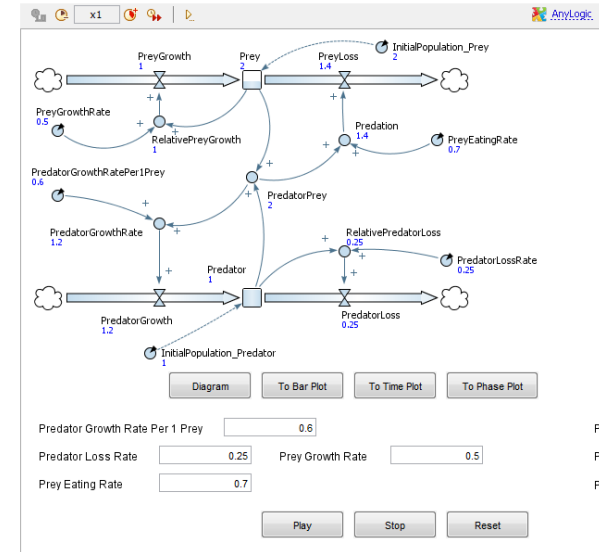 x1
AnyLogic
InitialPopulation_Prey
2
PreyGrowth
1
Prey
2
PreyLoss
1.4
+
+
PreyGrowthRate
0.5
+
+
RelativePreyGrowth
1
Predation
1.4
+
+
PreyEatingRate
0.7
+
PredatorGrowthRatePer1Prey
0.6
+
PredatorPrey
2
+
+
PredatorGrowthRate
1.2
RelativePredatorLoss
0.25
+
+
PredatorLossRate
0.25
Predator
1
+
+
PredatorGrowth
1.2
PredatorLoss
0.25
InitialPopulation_Predator
1
Diagram To Bar Plot To Time Plot To Phase Plot
Predator Growth Rate Per 1 Prey 0.6
Predator Loss Rate 0.25 Prey Growth Rate 0.5
Prey Eating Rate 0.7
Play Stop Reset